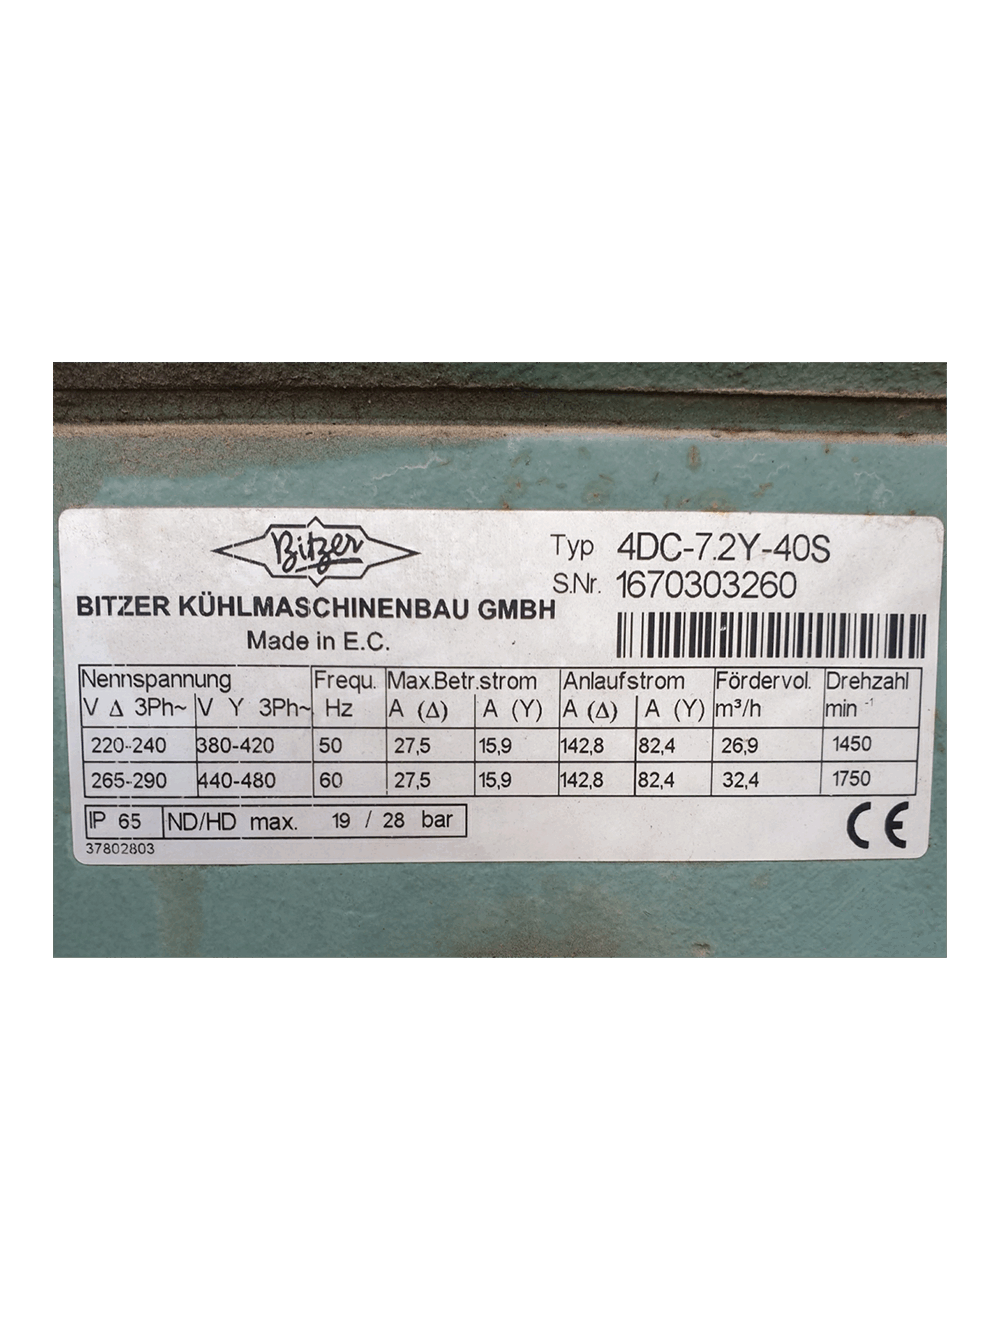 Bitzer
BITZER KÜHLMASCHINENBAU GMBH
Made in E.C.
Typ 4DC-7.2Y-40S
S.Nr. 1670303260
Nennspannung Frequ. Max.Betr.strom Anlaufstrom Fördervol. Drehzahl
V Δ 3Ph~ V Y 3Ph~ Hz A (Δ) A (Y) A (Δ) A (Y) m³/h min⁻¹
220-240 380-420 50 27,5 15,9 142,8 82,4 26,9 1450
265-290 440-480 60 27,5 15,9 142,8 82,4 32,4 1750
IP 65 ND/HD max. 19 / 28 bar
37802803
CE